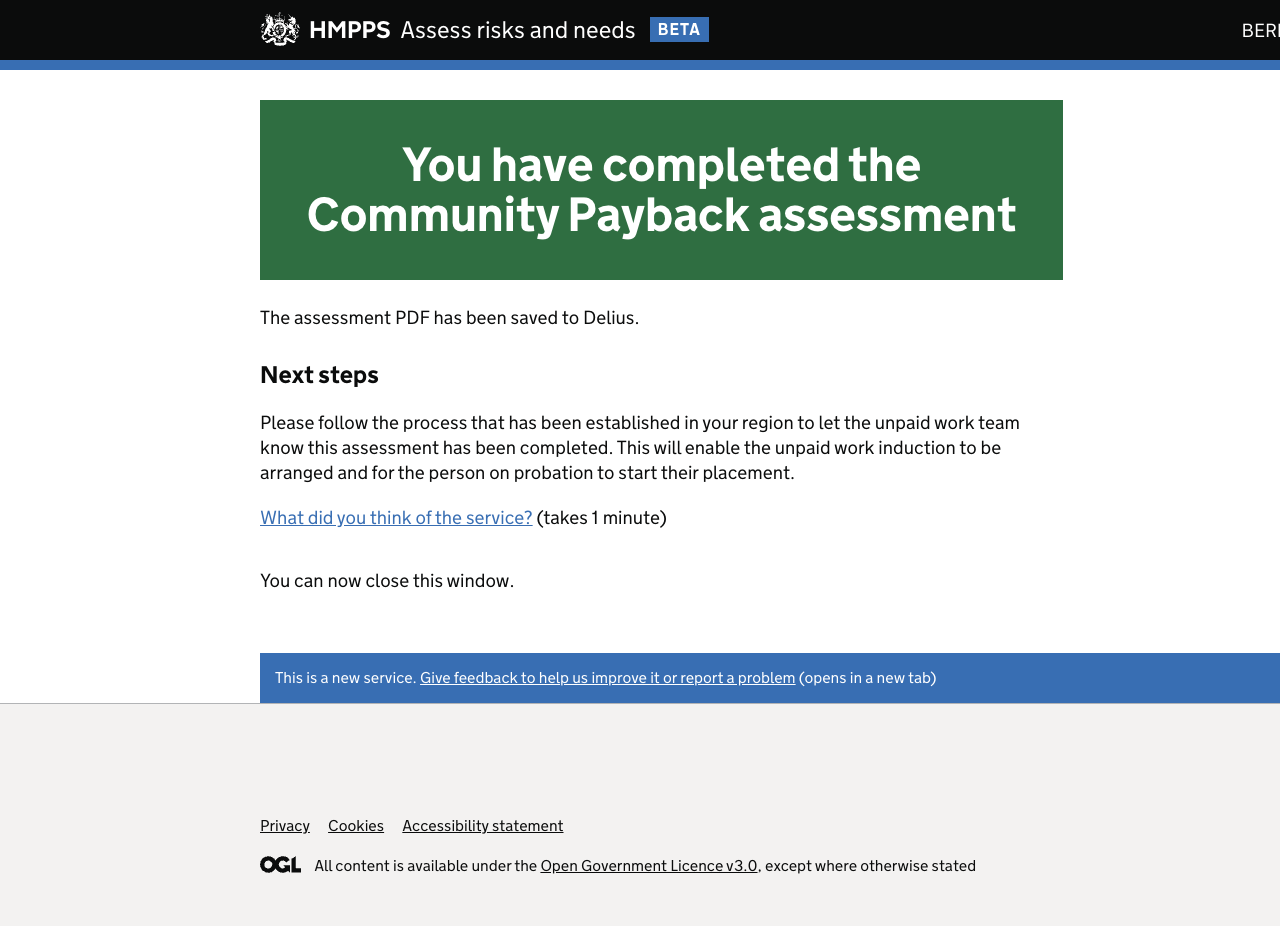 HMPPS Assess risks and needs BETA
You have completed the
Community Payback assessment
The assessment PDF has been saved to Delius.
Next steps
Please follow the process that has been established in your region to let the unpaid work team
know this assessment has been completed. This will enable the unpaid work induction to be
arranged and for the person on probation to start their placement.
What did you think of the service? (takes 1 minute)
You can now close this window.
This is a new service. Give feedback to help us improve it or report a problem (opens in a new tab)
Privacy Cookies Accessibility statement
OGL All content is available under the Open Government Licence v3.0, except where otherwise stated